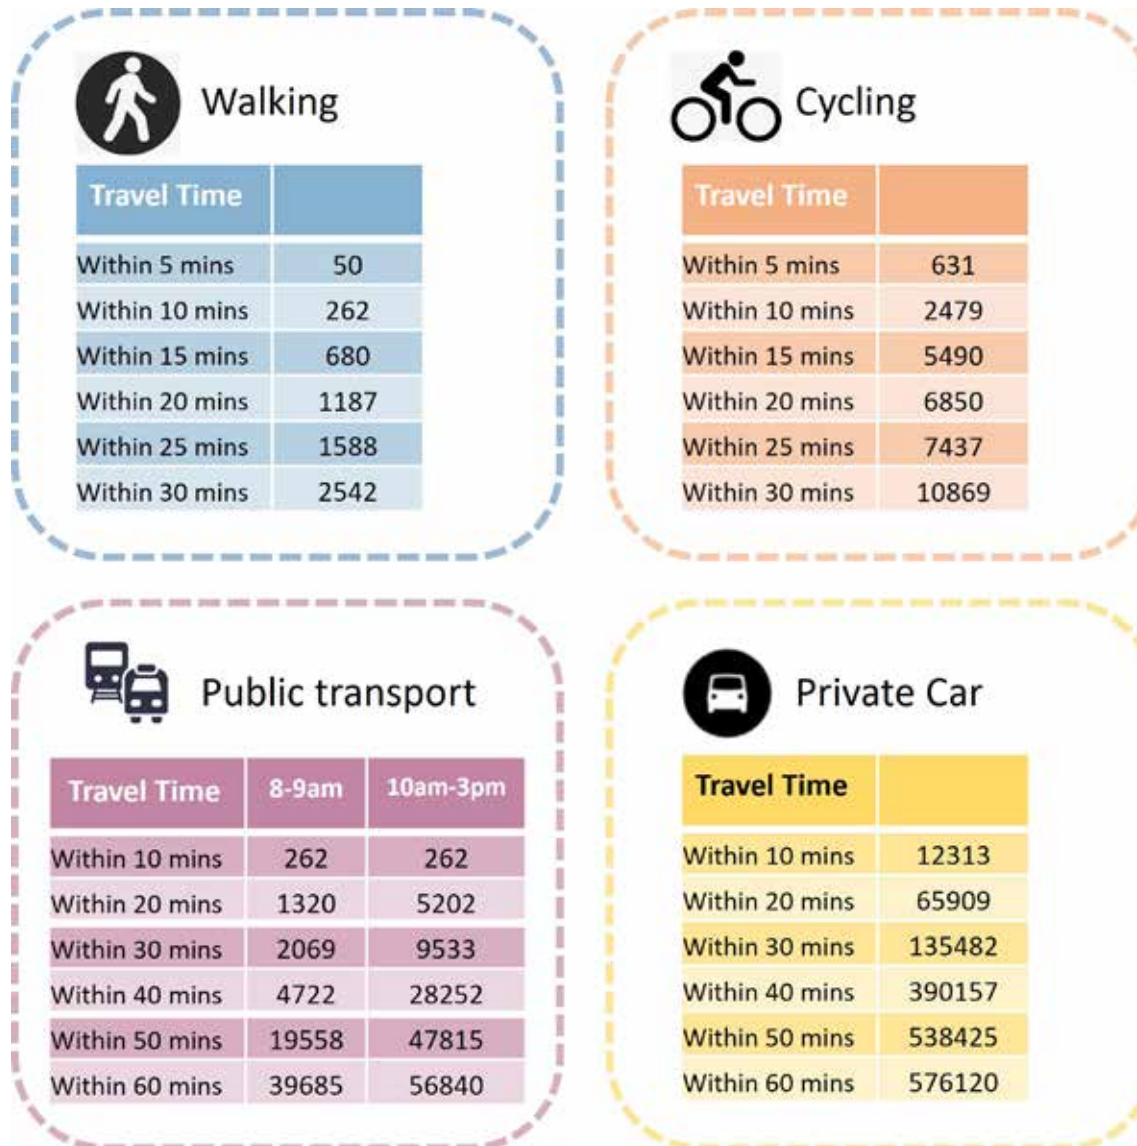 Walking
Travel Time
Within 5 mins 50
Within 10 mins 262
Within 15 mins 680
Within 20 mins 1187
Within 25 mins 1588
Within 30 mins 2542
Cycling
Travel Time
Within 5 mins 631
Within 10 mins 2479
Within 15 mins 5490
Within 20 mins 6850
Within 25 mins 7437
Within 30 mins 10869
Public transport
Travel Time 8-9am 10am-3pm
Within 10 mins 262 262
Within 20 mins 1320 5202
Within 30 mins 2069 9533
Within 40 mins 4722 28252
Within 50 mins 19558 47815
Within 60 mins 39685 56840
Private Car
Travel Time
Within 10 mins 12313
Within 20 mins 65909
Within 30 mins 135482
Within 40 mins 390157
Within 50 mins 538425
Within 60 mins 576120